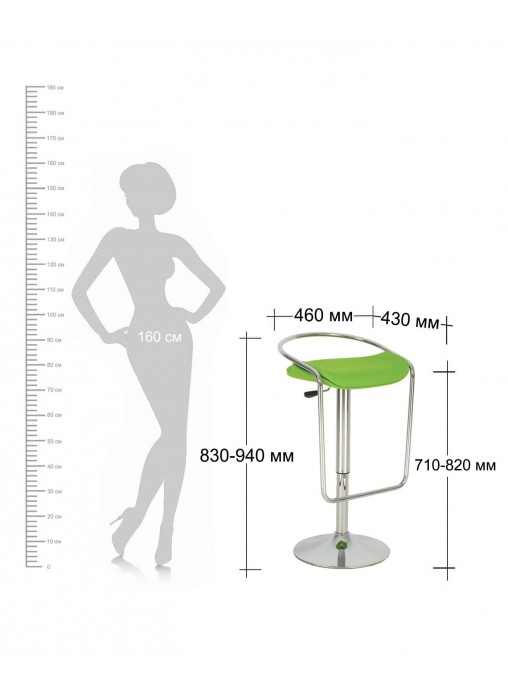 190 см
180 см
170 см
160 см
150 см
140 см
130 см
120 см
110 см
100 см
90 см
80 см
70 см
60 см
50 см
40 см
30 см
20 см
10 см
0
160 см
460 мм
430 мм
830-940 мм
710-820 мм